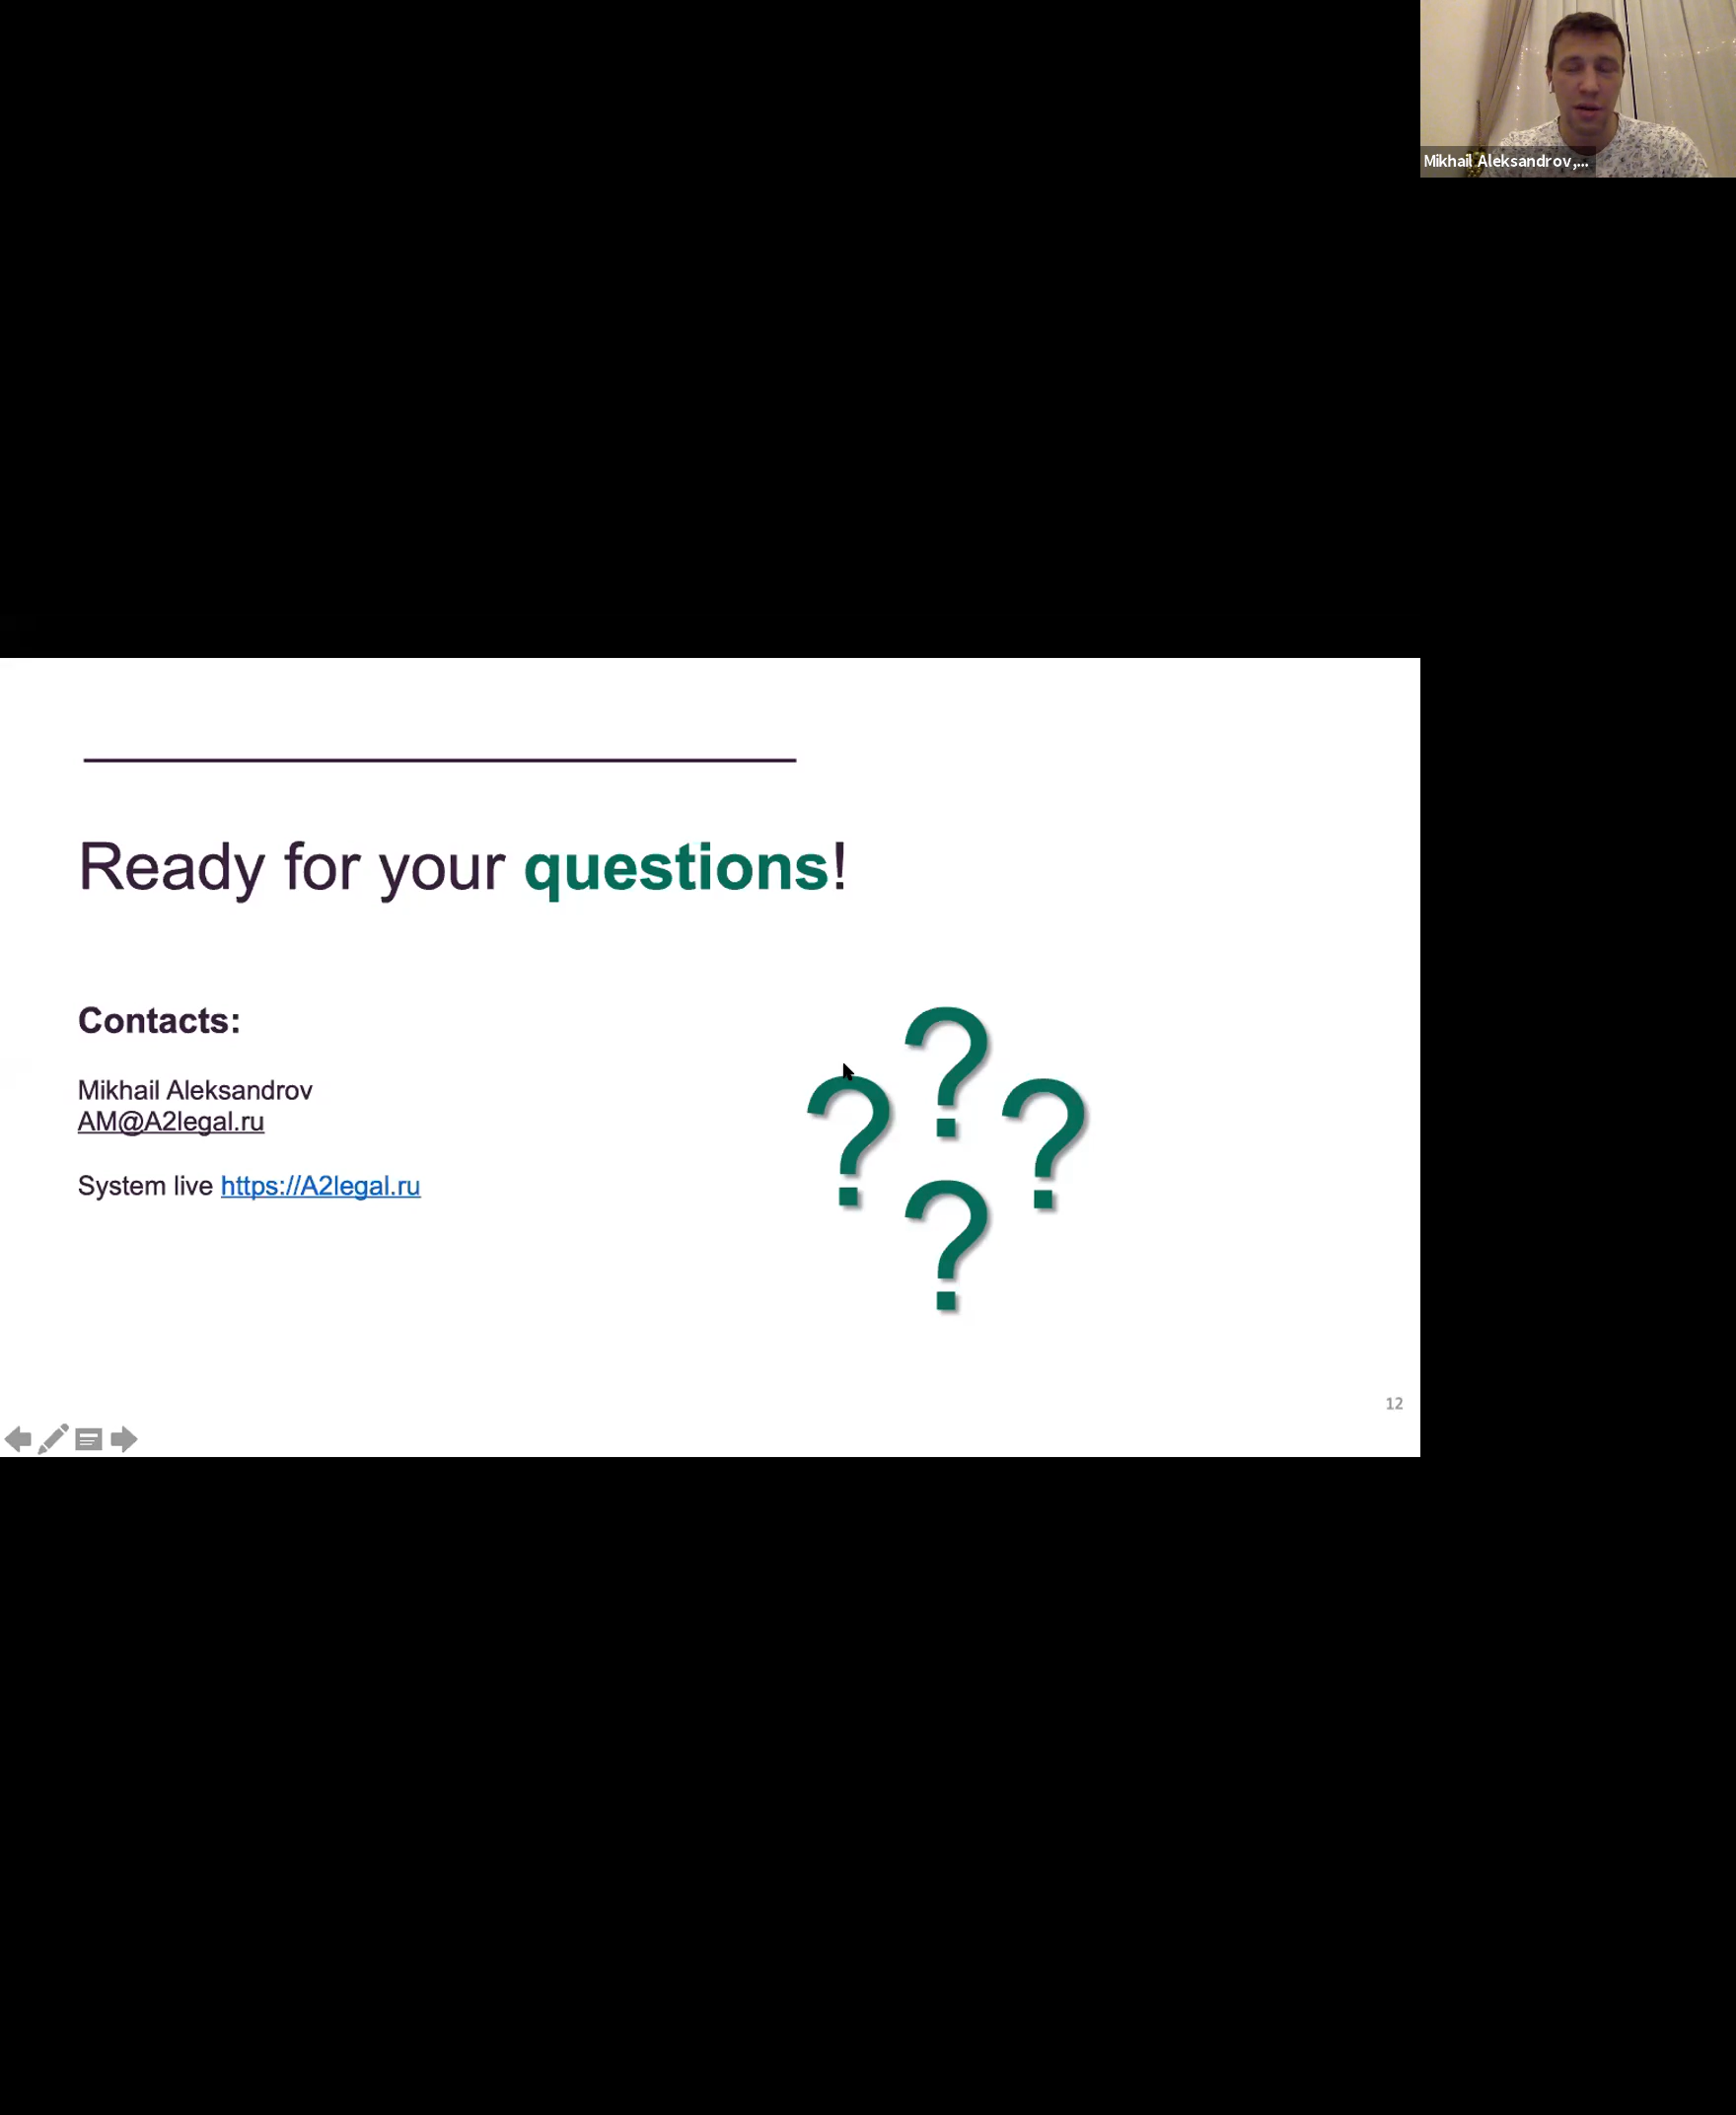 Mikhail Aleksandrov,...
Ready for your questions!
Contacts:
Mikhail Aleksandrov
AM@A2legal.ru
System live https://A2legal.ru
?
? ?
?
12